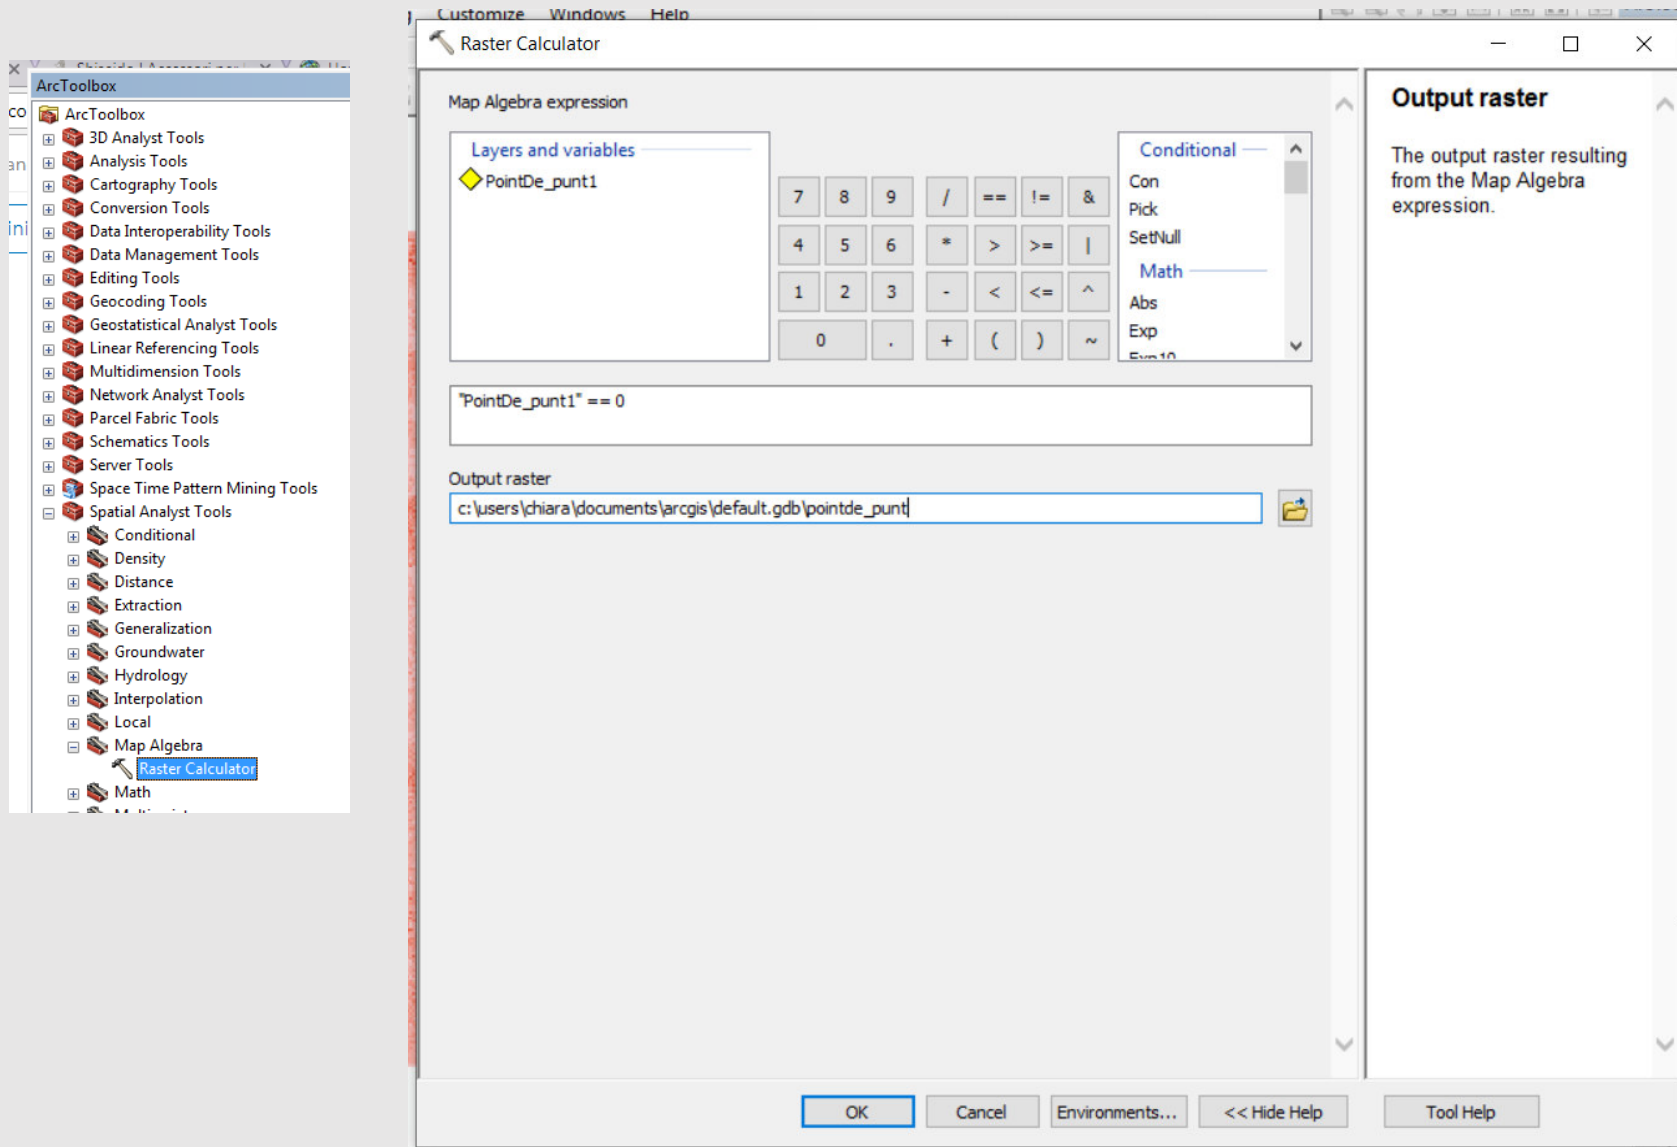 Customize Windows Help
ArcToolbox
ArcToolbox
3D Analyst Tools
Analysis Tools
Cartography Tools
Conversion Tools
Data Interoperability Tools
Data Management Tools
Editing Tools
Geocoding Tools
Geostatistical Analyst Tools
Linear Referencing Tools
Multidimension Tools
Network Analyst Tools
Parcel Fabric Tools
Schematics Tools
Server Tools
Space Time Pattern Mining Tools
Spatial Analyst Tools
Conditional
Density
Distance
Extraction
Generalization
Groundwater
Hydrology
Interpolation
Local
Map Algebra
Raster Calculator
Math
Raster Calculator
Map Algebra expression
Layers and variables
PointDe_punt1
7 8 9 / == != &
4 5 6 * > >= |
1 2 3 - < <= ^
0 . + ( ) ~
Conditional
Con
Pick
SetNull
Math
Abs
Exp
Exp10
"PointDe_punt1" == 0
Output raster
c:\users\chiara\documents\arcgis\default.gdb\pointde_punt
OK Cancel Environments... << Hide Help Tool Help
Output raster
The output raster resulting
from the Map Algebra
expression.